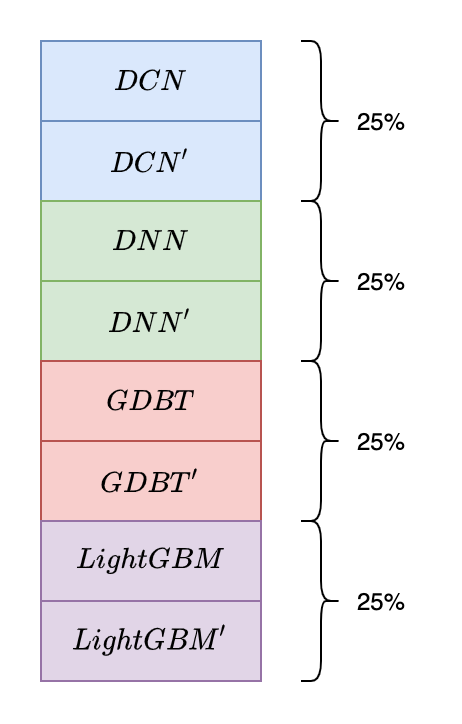 DCN
25%
DCN′
DNN
25%
DNN′
GDBT
25%
GDBT′
LightGBM
25%
LightGBM′